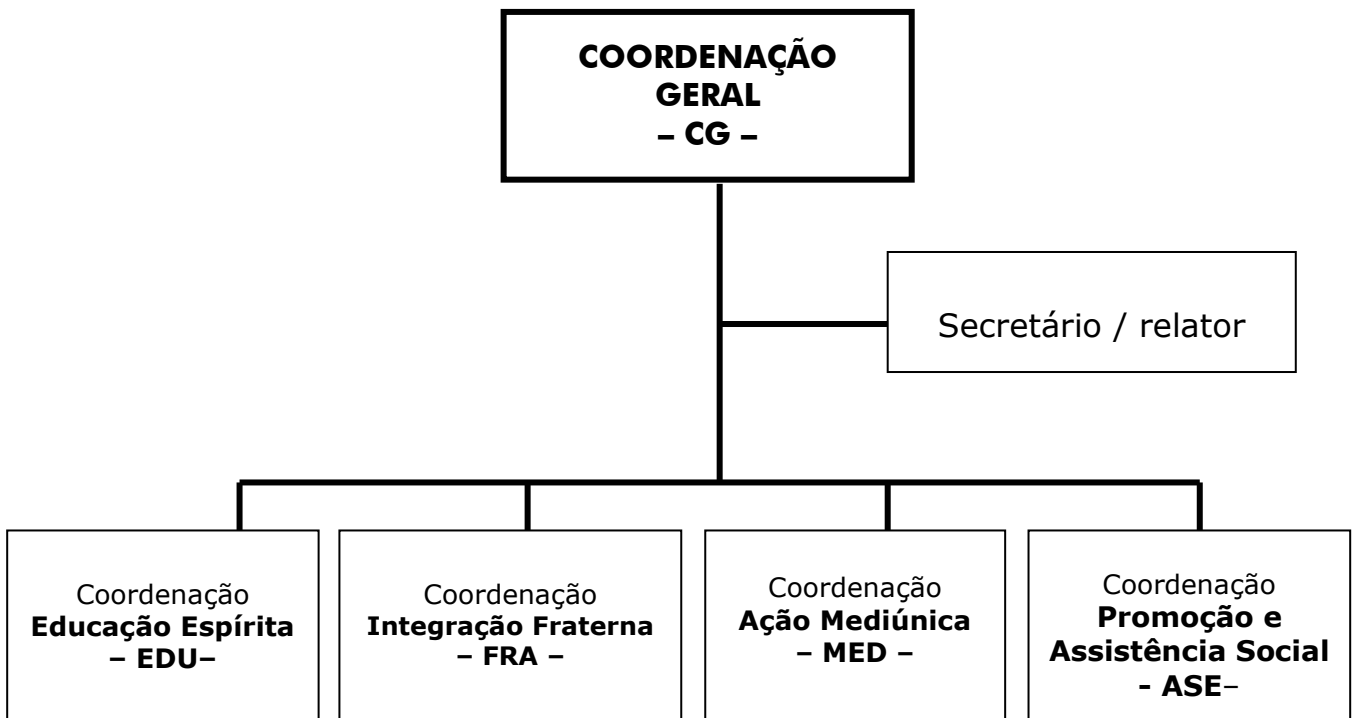 COORDENAÇÃO
GERAL
– CG –
Secretário / relator
Coordenação
Educação Espírita
– EDU–
Coordenação
Integração Fraterna
– FRA –
Coordenação
Ação Mediúnica
– MED –
Coordenação
Promoção e
Assistência Social
- ASE–